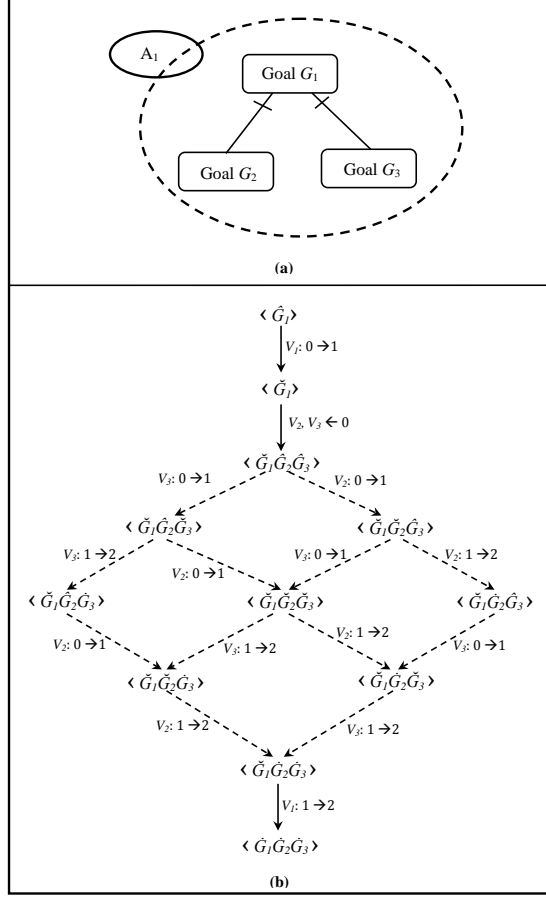 A₁
Goal G₁
Goal G₂
Goal G₃
(a)
‹ Ĝ₁›
V₁: 0 →1
‹ Ğ₁›
V₂, V₃ ← 0
‹ Ğ₁Ĝ₂Ĝ₃›
V₃: 0 →1
V₂: 0 →1
‹ Ğ₁Ĝ₂Ğ₃›
‹ Ğ₁Ğ₂Ĝ₃›
V₃: 1 →2
V₂: 0 →1
V₃: 0 →1
V₂: 1 →2
‹ Ğ₁Ĝ₂Ġ₃›
‹ Ğ₁Ğ₂Ğ₃›
‹ Ğ₁Ġ₂Ĝ₃›
V₂: 0 →1
V₃: 1 →2
V₂: 1 →2
V₃: 0 →1
‹ Ğ₁Ğ₂Ġ₃›
‹ Ğ₁Ġ₂Ğ₃›
V₂: 1 →2
V₃: 1 →2
‹ Ğ₁Ġ₂Ġ₃›
V₁: 1 →2
‹ Ġ₁Ġ₂Ġ₃›
(b)